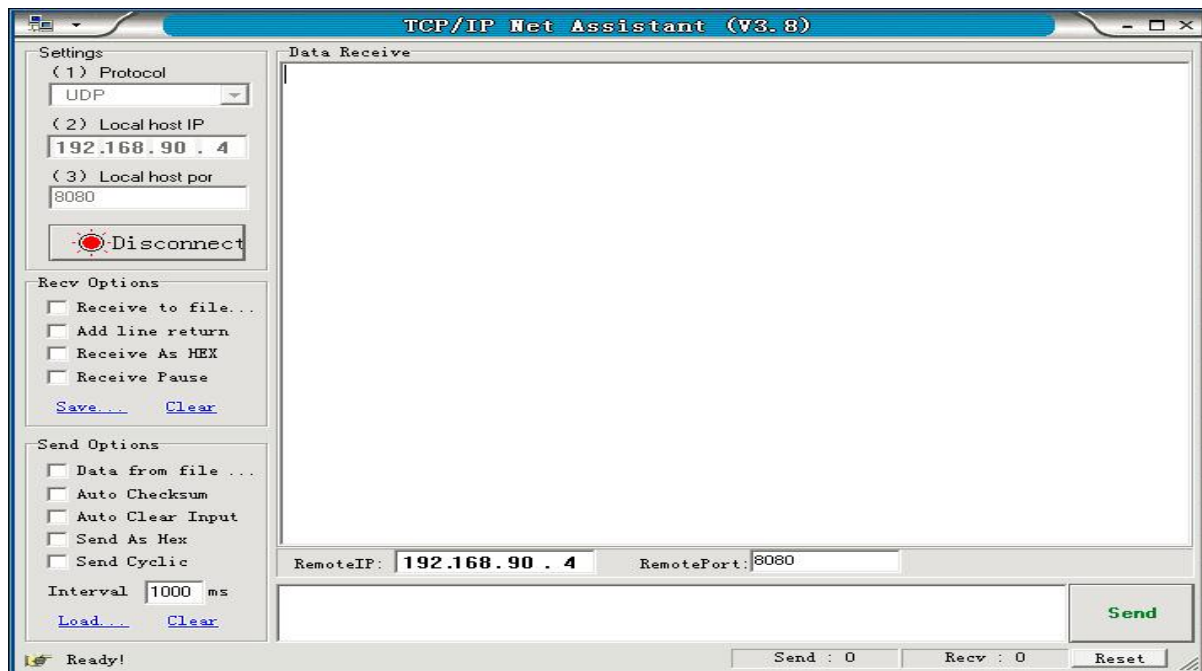 TCP/IP Net Assistant (V3.8)
Settings
(1) Protocol
UDP
(2) Local host IP
192.168.90 . 4
(3) Local host por
8080
Disconnect
Recv Options
Receive to file...
Add line return
Receive As HEX
Receive Pause
Save... Clear
Send Options
Data from file ...
Auto Checksum
Auto Clear Input
Send As Hex
Send Cyclic
Interval 1000 ms
Load... Clear
Data Receive
RemoteIP: 192.168.90 . 4 RemotePort: 8080
Send
Ready! Send : 0 Recv : 0 Reset